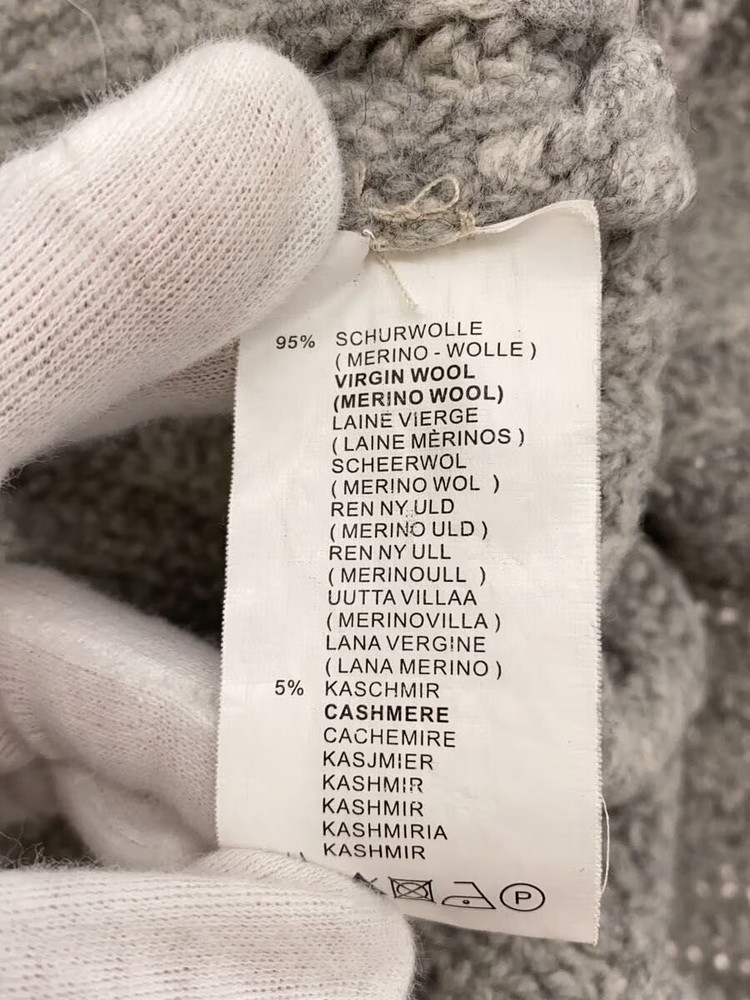 95% SCHURWOLLE
( MERINO - WOLLE )
VIRGIN WOOL
(MERINO WOOL)
LAINE VIERGE
( LAINE MÈRINOS )
SCHEERWOL
( MERINO WOL )
REN NY ULD
( MERINO ULD )
REN NY ULL
( MERINOULL )
UUTTA VILLAA
( MERINOVILLA )
LANA VERGINE
( LANA MERINO )
5% KASCHMIR
CASHMERE
CACHEMIRE
KASJMIER
KASHMIR
KASHMIR
KASHMIRIA
KASHMIR
P